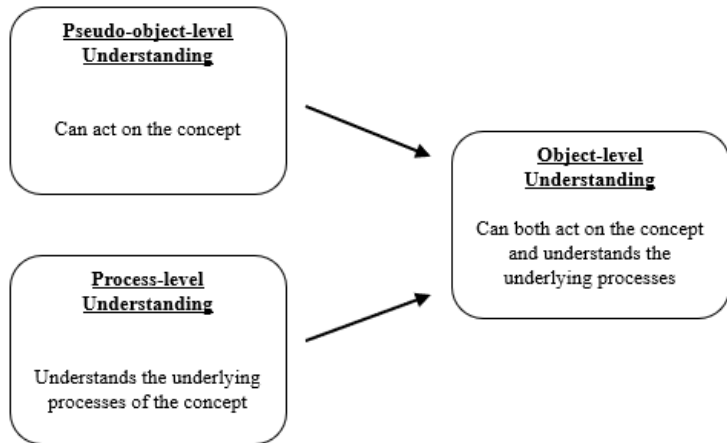 Pseudo-object-level
Understanding
Can act on the concept
Process-level
Understanding
Understands the underlying
processes of the concept
Object-level
Understanding
Can both act on the concept
and understands the
underlying processes